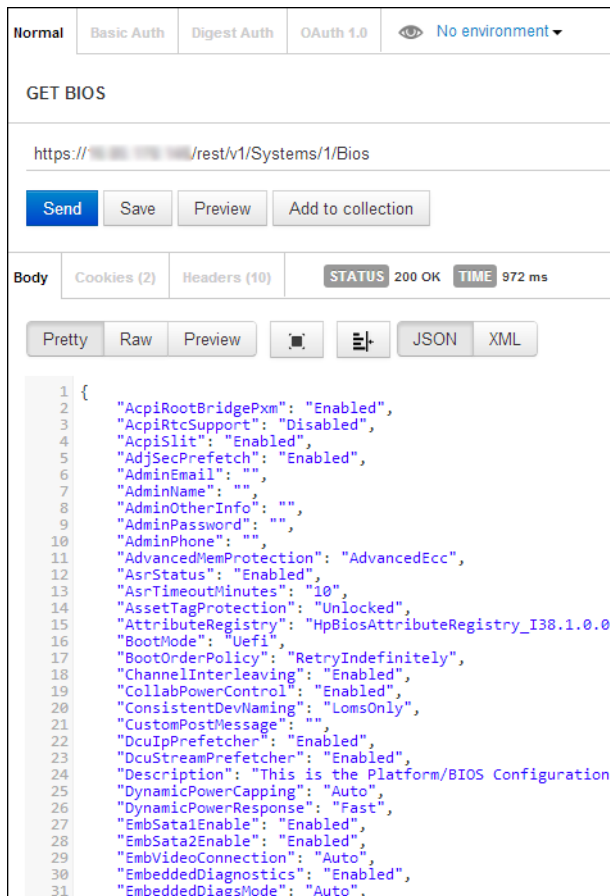 Normal Basic Auth Digest Auth OAuth 1.0 No environment
GET BIOS
https:// /rest/v1/Systems/1/Bios
Send Save Preview Add to collection
Body Cookies (2) Headers (10) STATUS 200 OK TIME 972 ms
Pretty Raw Preview JSON XML
1 {
2 "AcpiRootBridgePxm": "Enabled",
3 "AcpiRtcSupport": "Disabled",
4 "AcpiSlit": "Enabled",
5 "AdjSecPrefetch": "Enabled",
6 "AdminEmail": "",
7 "AdminName": "",
8 "AdminOtherInfo": "",
9 "AdminPassword": "",
10 "AdminPhone": "",
11 "AdvancedMemProtection": "AdvancedEcc",
12 "AsrStatus": "Enabled",
13 "AsrTimeoutMinutes": "10",
14 "AssetTagProtection": "Unlocked",
15 "AttributeRegistry": "HpBiosAttributeRegistry_I38.1.0.0
16 "BootMode": "Uefi",
17 "BootOrderPolicy": "RetryIndefinitely",
18 "ChannelInterleaving": "Enabled",
19 "CollabPowerControl": "Enabled",
20 "ConsistentDevNaming": "LomsOnly",
21 "CustomPostMessage": "",
22 "DcuIpPrefetcher": "Enabled",
23 "DcuStreamPrefetcher": "Enabled",
24 "Description": "This is the Platform/BIOS Configuration
25 "DynamicPowerCapping": "Auto",
26 "DynamicPowerResponse": "Fast",
27 "EmbSata1Enable": "Enabled",
28 "EmbSata2Enable": "Enabled",
29 "EmbVideoConnection": "Auto",
30 "EmbeddedDiagnostics": "Enabled",
31 "EmbeddedDiagsMode": "Auto",